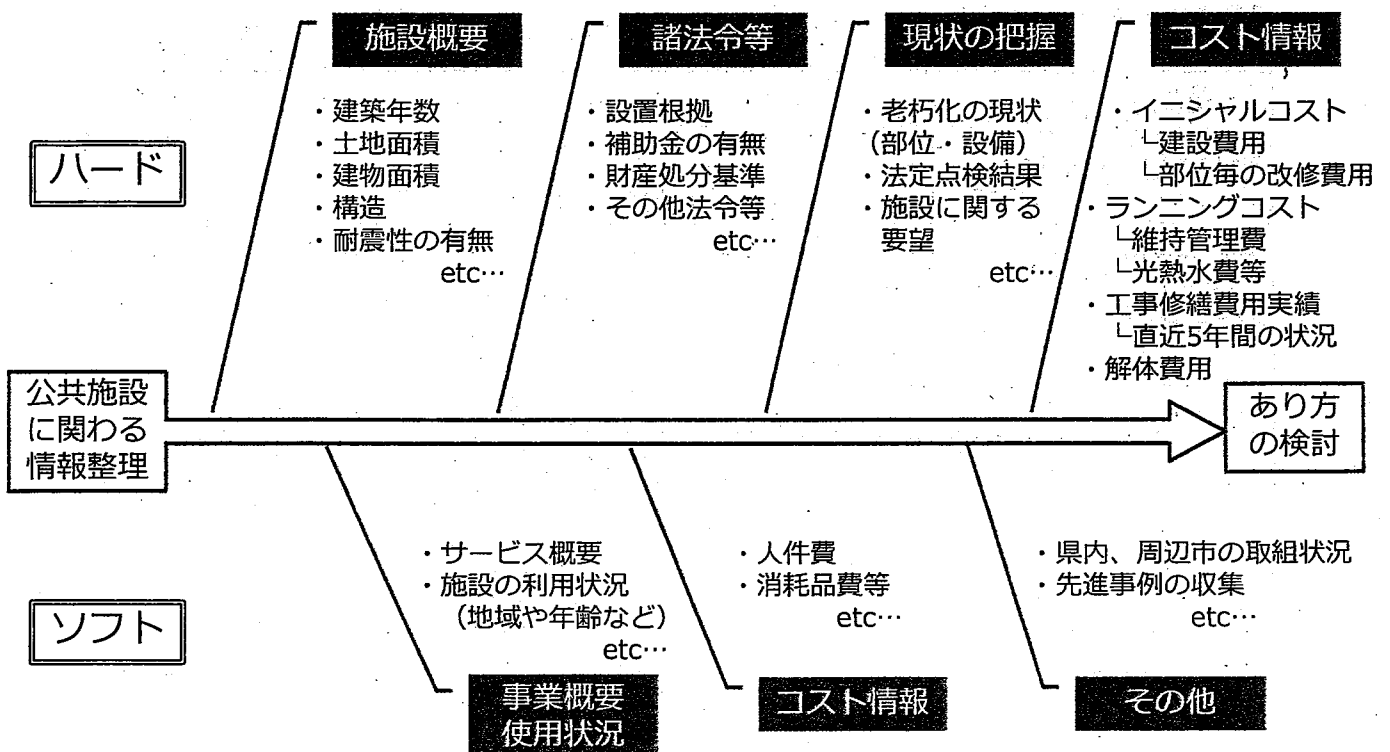 施設概要
・建築年数
・土地面積
・建物面積
・構造
・耐震性の有無
etc…
諸法令等
・設置根拠
・補助金の有無
・財産処分基準
・その他法令等
etc…
現状の把握
・老朽化の現状
（部位・設備）
・法定点検結果
・施設に関する
要望
etc…
コスト情報
・イニシャルコスト
└建設費用
└部位毎の改修費用
・ランニングコスト
└維持管理費
└光熱水費等
・工事修繕費用実績
└直近5年間の状況
・解体費用
ハード
公共施設
に関わる
情報整理
あり方
の検討
ソフト
・サービス概要
・施設の利用状況
（地域や年齢など）
etc…
事業概要
使用状況
・人件費
・消耗品費等
etc…
コスト情報
・県内、周辺市の取組状況
・先進事例の収集
etc…
その他